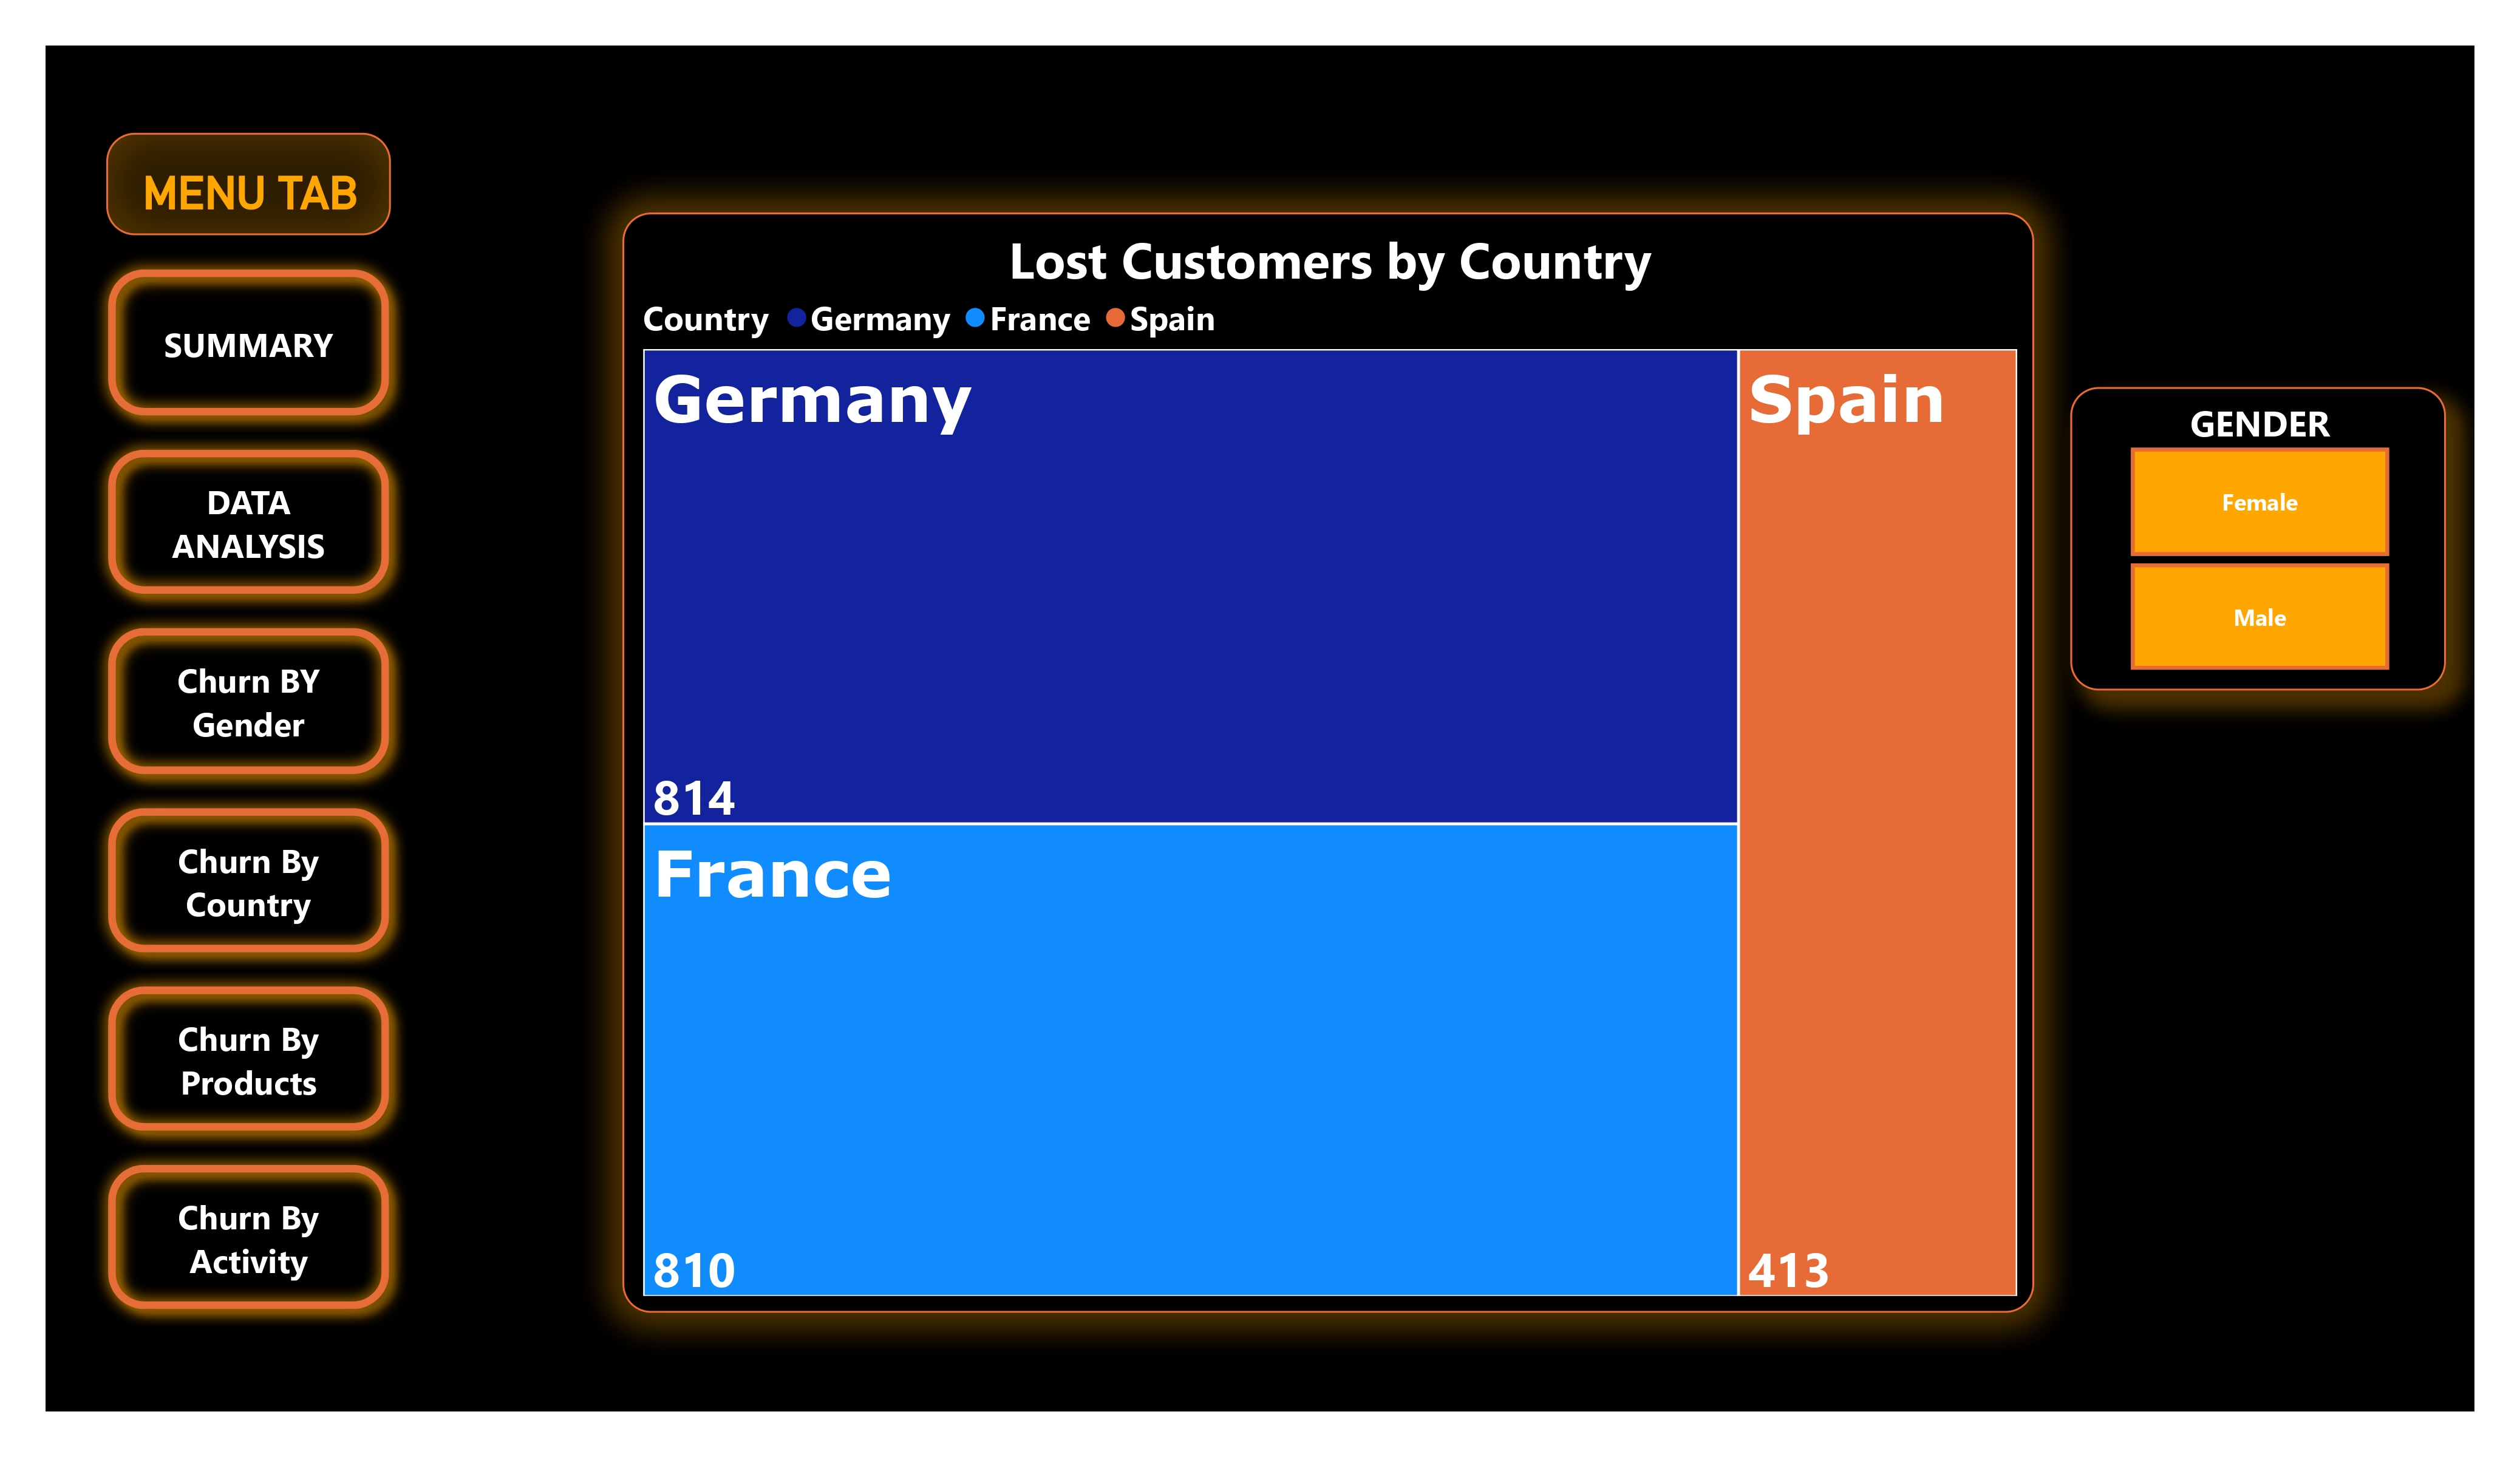 MENU TAB
SUMMARY
DATA
ANALYSIS
Churn BY
Gender
Churn By
Country
Churn By
Products
Churn By
Activity
Lost Customers by Country
Country Germany France Spain
Germany
814
France
810
Spain
413
GENDER
Female
Male